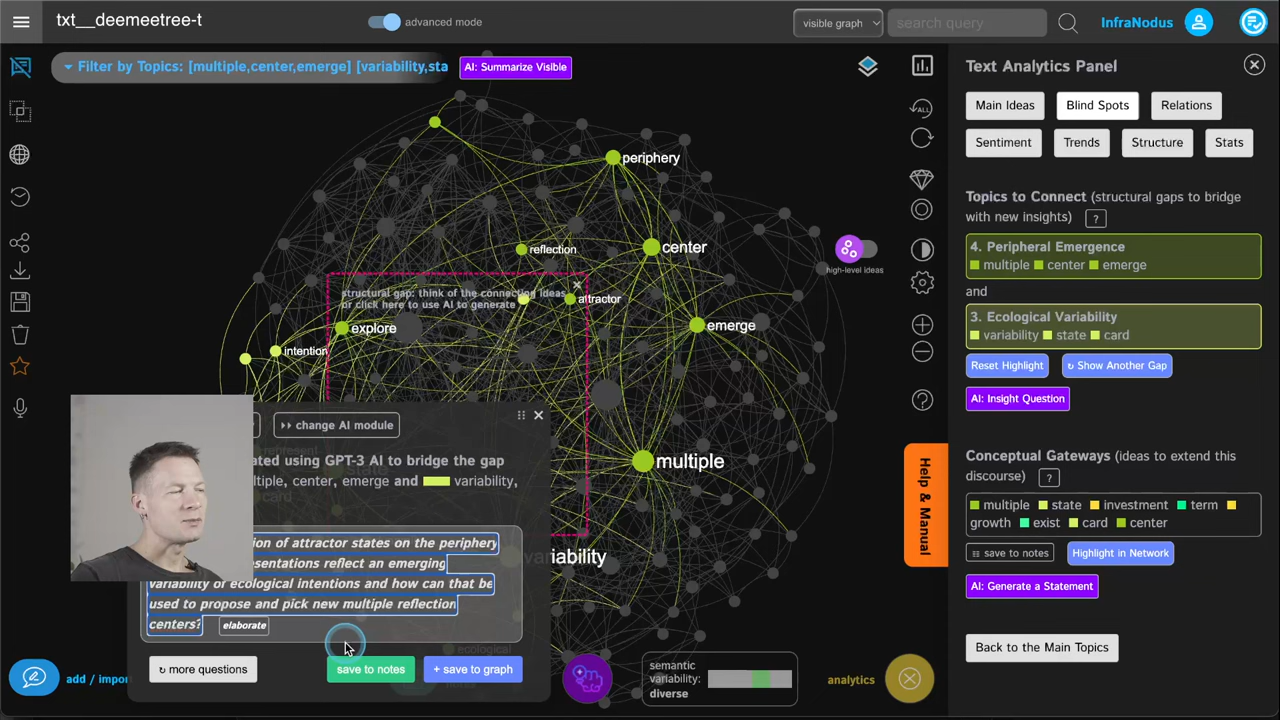 txt__deemeetree-t
advanced mode
visible graph
search query
InfraNodus
Filter by Topics: [multiple,center,emerge] [variability,sta
AI: Summarize Visible
periphery
reflection
center
high-level ideas
structural gap: think of the connecting ideas
or click here to use AI to generate
attractor
explore
emerge
intention
multiple
variability
ecological
change AI module
ated using GPT-3 AI to bridge the gap
ltiple, center, emerge and variability,
card
ion of attractor states on the periphery
esentations reflect an emerging
variability of ecological intentions and how can that be
used to propose and pick new multiple reflection
centers?
elaborate
↻ more questions
save to notes
+ save to graph
add / import
semantic
variability:
diverse
analytics
ALL
Help & Manual
Text Analytics Panel
Main Ideas
Blind Spots
Relations
Sentiment
Trends
Structure
Stats
Topics to Connect (structural gaps to bridge
with new insights) ?
4. Peripheral Emergence
multiple center emerge
and
3. Ecological Variability
variability state card
Reset Highlight
↻ Show Another Gap
AI: Insight Question
Conceptual Gateways (ideas to extend this
discourse) ?
multiple state investment term
growth exist card center
save to notes
Highlight in Network
AI: Generate a Statement
Back to the Main Topics